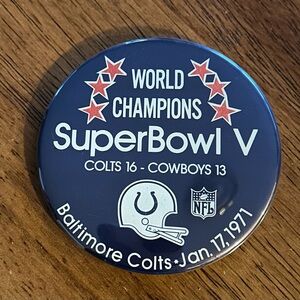 WORLD
CHAMPIONS
SuperBowl V
COLTS 16 - COWBOYS 13
NFL
Baltimore Colts • Jan. 17, 1971